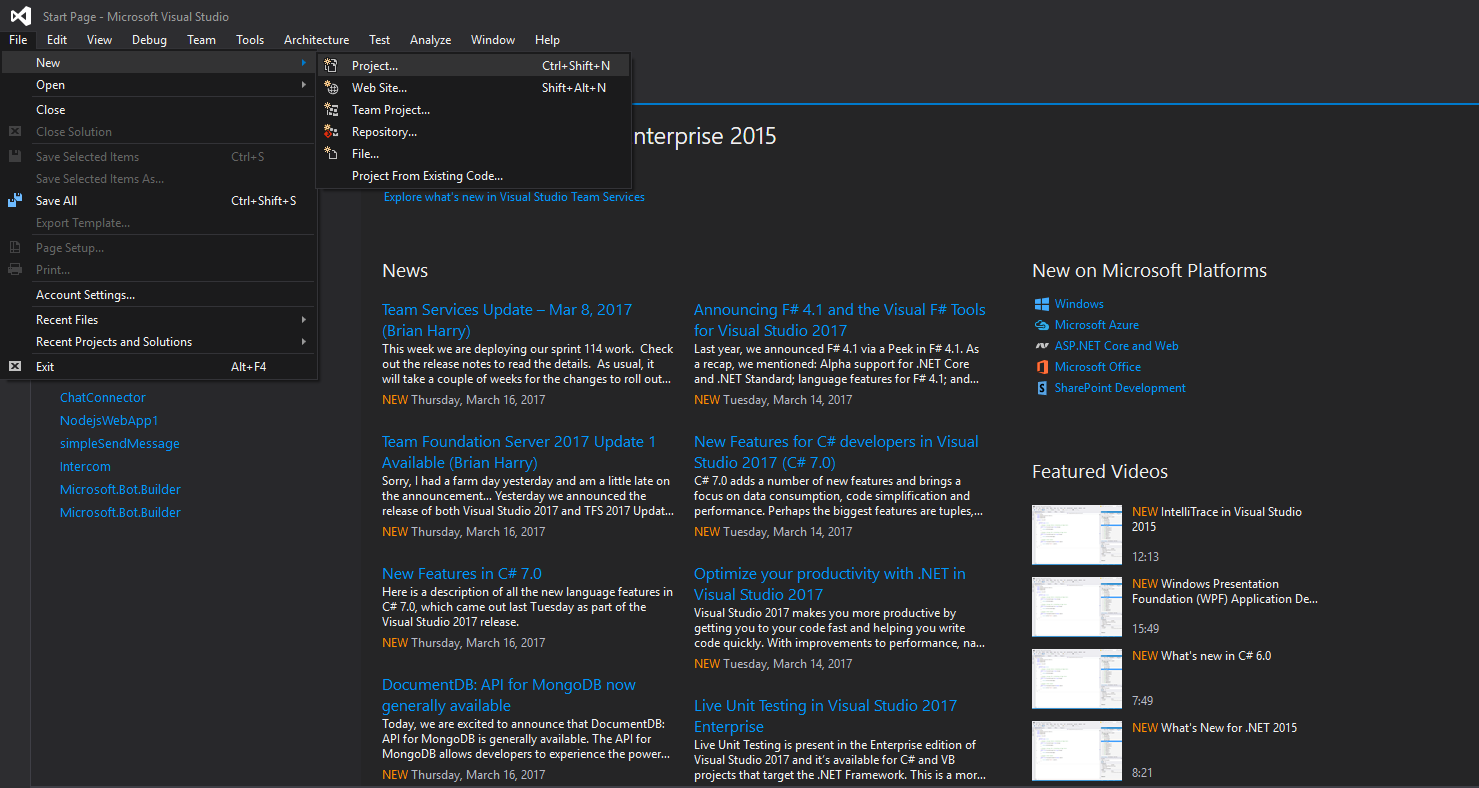 Start Page - Microsoft Visual Studio
File Edit View Debug Team Tools Architecture Test Analyze Window Help
New
Open
Close
Close Solution
Save Selected Items Ctrl+S
Save Selected Items As...
Save All Ctrl+Shift+S
Export Template...
Page Setup...
Print...
Account Settings...
Recent Files
Recent Projects and Solutions
Exit Alt+F4
Project... Ctrl+Shift+N
Web Site... Shift+Alt+N
Team Project...
Repository...
File...
Project From Existing Code...
nterprise 2015
Explore what's new in Visual Studio Team Services
ChatConnector
NodejsWebApp1
simpleSendMessage
Intercom
Microsoft.Bot.Builder
Microsoft.Bot.Builder
News
Team Services Update – Mar 8, 2017
(Brian Harry)
This week we are deploying our sprint 114 work.  Check
out the release notes to read the details.  As usual, it
will take a couple of weeks for the changes to roll out...
NEW Thursday, March 16, 2017
Team Foundation Server 2017 Update 1
Available (Brian Harry)
Sorry, I had a farm day yesterday and am a little late on
the announcement... Yesterday we announced the
release of both Visual Studio 2017 and TFS 2017 Updat...
NEW Thursday, March 16, 2017
New Features in C# 7.0
Here is a description of all the new language features in
C# 7.0, which came out last Tuesday as part of the
Visual Studio 2017 release.
NEW Thursday, March 16, 2017
DocumentDB: API for MongoDB now
generally available
Today, we are excited to announce that DocumentDB:
API for MongoDB is generally available. The API for
MongoDB allows developers to experience the power...
NEW Thursday, March 16, 2017
Announcing F# 4.1 and the Visual F# Tools
for Visual Studio 2017
Last year, we announced F# 4.1 via a Peek in F# 4.1. As
a recap, we mentioned: Alpha support for .NET Core
and .NET Standard; language features for F# 4.1; and...
NEW Tuesday, March 14, 2017
New Features for C# developers in Visual
Studio 2017 (C# 7.0)
C# 7.0 adds a number of new features and brings a
focus on data consumption, code simplification and
performance. Perhaps the biggest features are tuples,...
NEW Tuesday, March 14, 2017
Optimize your productivity with .NET in
Visual Studio 2017
Visual Studio 2017 makes you more productive by
getting you to your code fast and helping you write
code quickly. With improvements to performance, na...
NEW Tuesday, March 14, 2017
Live Unit Testing in Visual Studio 2017
Enterprise
Live Unit Testing is present in the Enterprise edition of
Visual Studio 2017 and it's available for C# and VB
projects that target the .NET Framework. This is a mor...
New on Microsoft Platforms
Windows
Microsoft Azure
ASP.NET Core and Web
Microsoft Office
SharePoint Development
Featured Videos
NEW IntelliTrace in Visual Studio
2015
12:13
NEW Windows Presentation
Foundation (WPF) Application De...
15:49
NEW What's new in C# 6.0
7:49
NEW What's New for .NET 2015
8:21